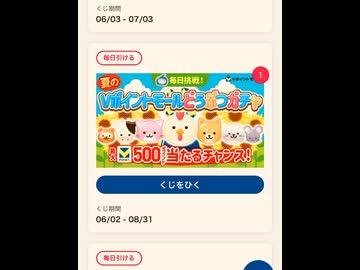 くじ期間
06/03 - 07/03
毎日引ける
夏の
毎日挑戦！
Vポイントモール
1
Vポイントモールどうぶつガチャ
最大
500
当たるチャンス！
くじをひく
くじ期間
06/02 - 08/31
毎日引ける